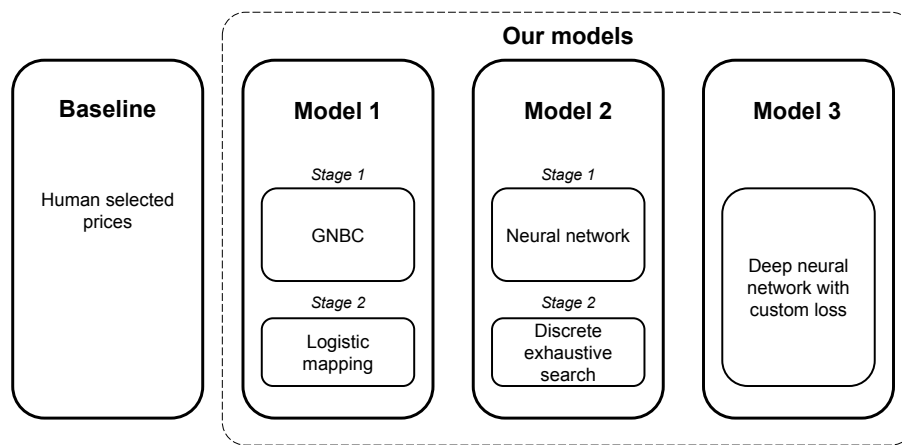 Our models
Baseline
Human selected
prices
Model 1
Stage 1
GNBC
Stage 2
Logistic
mapping
Model 2
Stage 1
Neural network
Stage 2
Discrete
exhaustive
search
Model 3
Deep neural
network with
custom loss